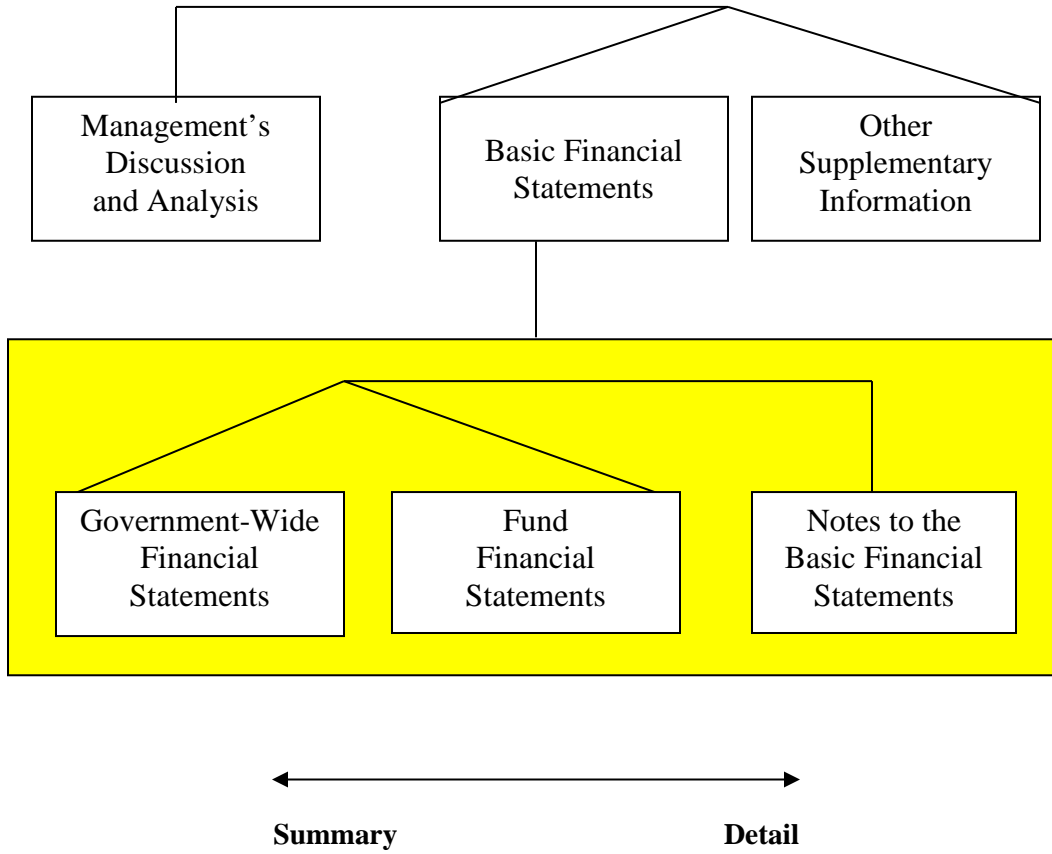 Management’s
Discussion
and Analysis
Basic Financial
Statements
Other
Supplementary
Information
Government-Wide
Financial
Statements
Fund
Financial
Statements
Notes to the
Basic Financial
Statements
Summary
Detail